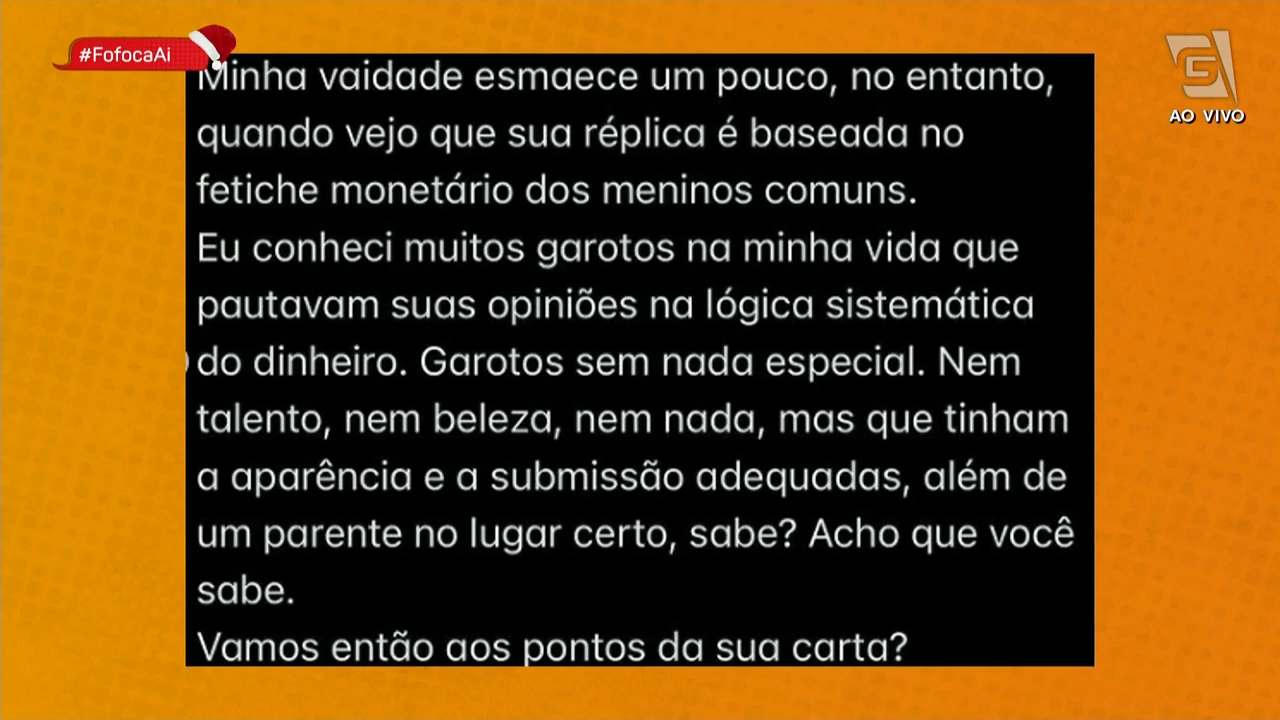 #FofocaAi
AO VIVO
Minha vaidade esmaece um pouco, no entanto,
quando vejo que sua réplica é baseada no
fetiche monetário dos meninos comuns.
Eu conheci muitos garotos na minha vida que
pautavam suas opiniões na lógica sistemática
do dinheiro. Garotos sem nada especial. Nem
talento, nem beleza, nem nada, mas que tinham
a aparência e a submissão adequadas, além de
um parente no lugar certo, sabe? Acho que você
sabe.
Vamos então aos pontos da sua carta?